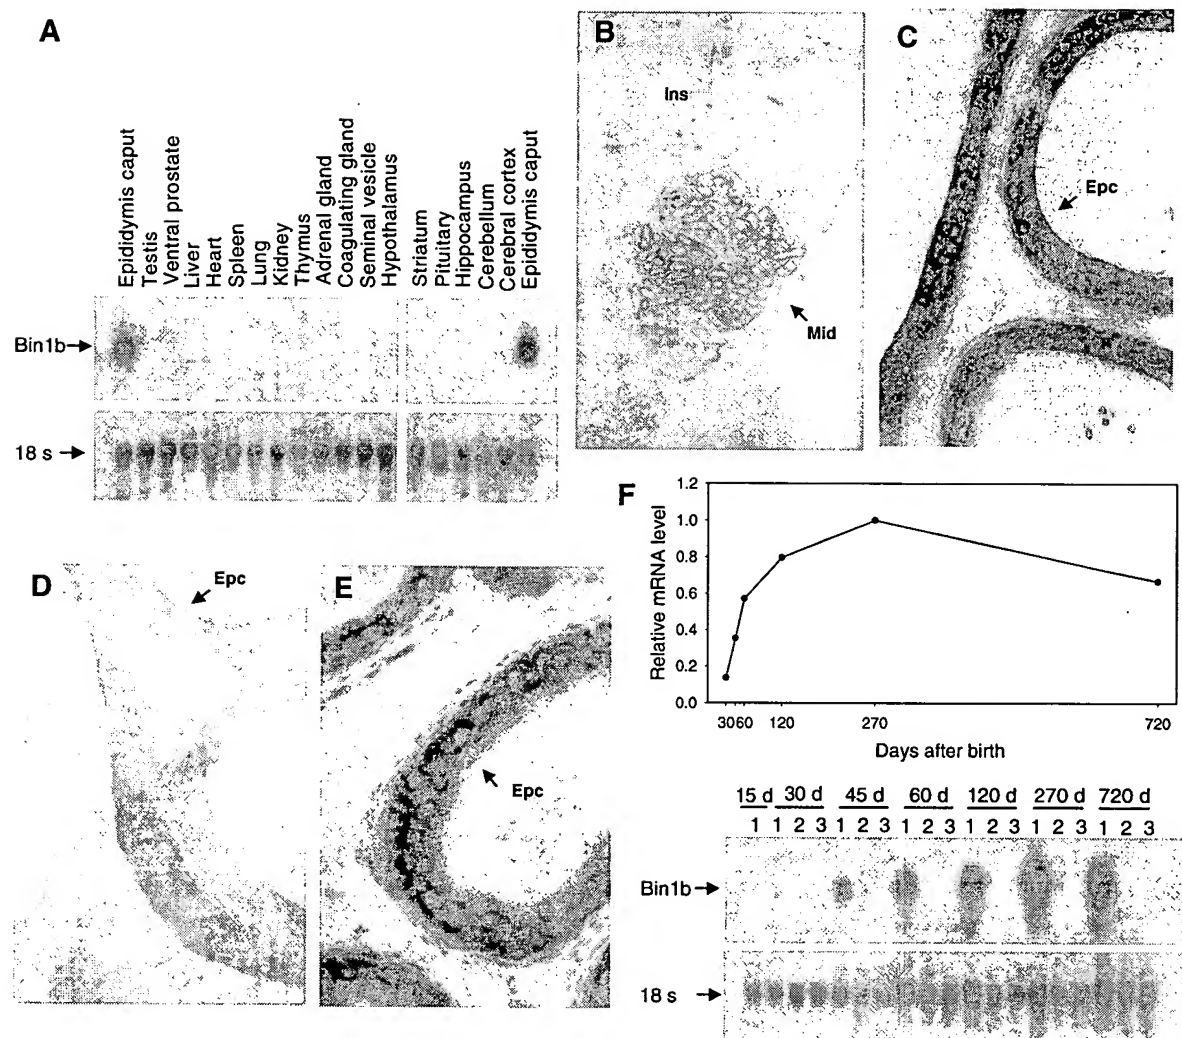 A
Epididymis caput
Testis
Ventral prostate
Liver
Heart
Spleen
Lung
Kidney
Thymus
Adrenal gland
Coagulating gland
Seminal vesicle
Hypothalamus
Striatum
Pituitary
Hippocampus
Cerebellum
Cerebral cortex
Epididymis caput
Bin1b
18 s
B
Ins
Mid
C
Epc
D
Epc
E
Epc
F
1.2
1.0
0.8
0.6
0.4
0.2
0.0
Relative mRNA level
30 60 120 270 720
Days after birth
15 d 30 d 45 d 60 d 120 d 270 d 720 d
1 1 2 3 1 2 3 1 2 3 1 2 3 1 2 3 1 2 3
Bin1b
18 s